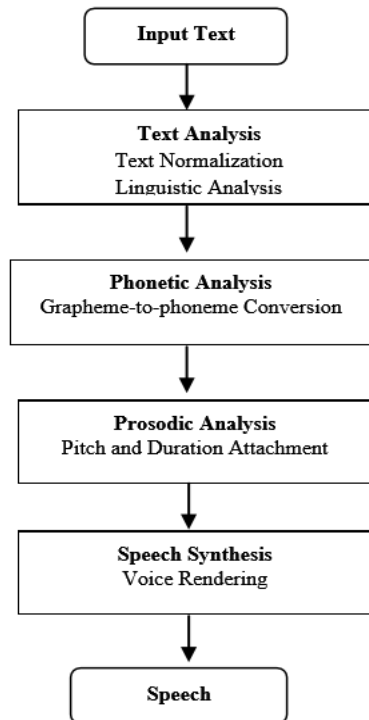 Input Text
Text Analysis
Text Normalization
Linguistic Analysis
Phonetic Analysis
Grapheme-to-phoneme Conversion
Prosodic Analysis
Pitch and Duration Attachment
Speech Synthesis
Voice Rendering
Speech